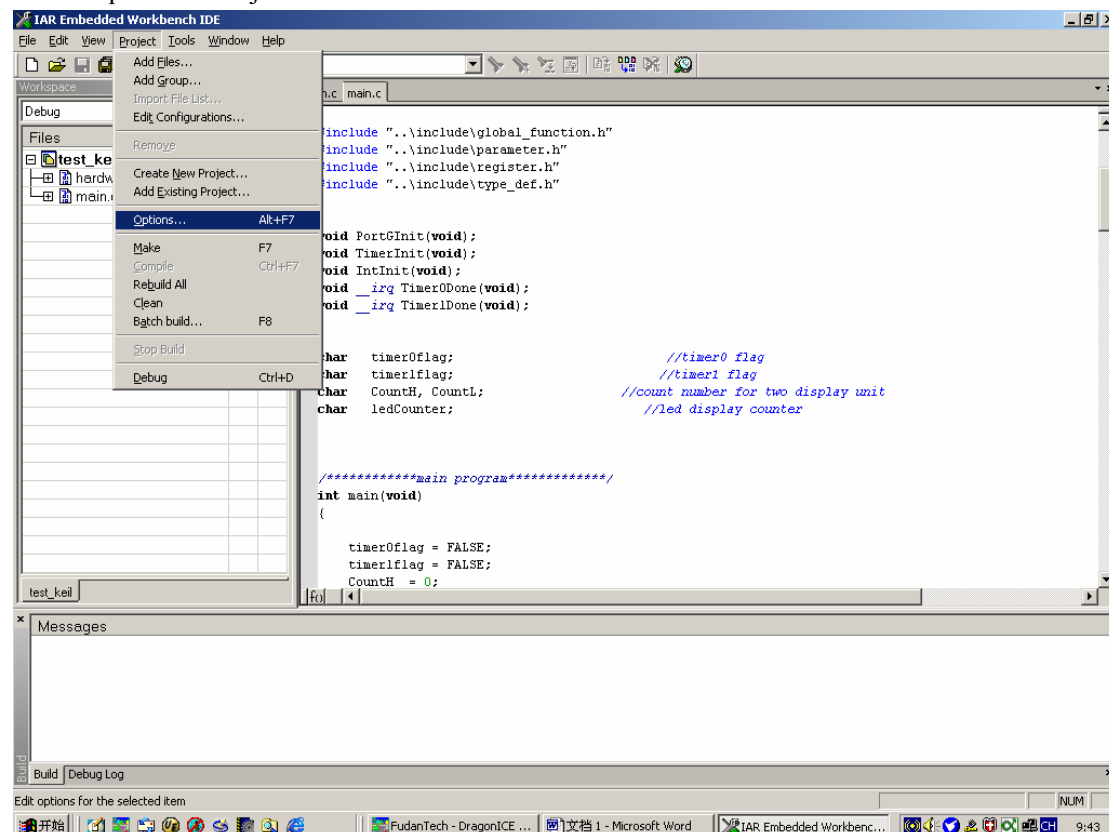 IAR Embedded Workbench IDE
File Edit View Project Tools Window Help
Add Files...
Add Group...
Import File List...
Edit Configurations...
Remove
Create New Project...
Add Existing Project...
Options... Alt+F7
Make F7
Compile Ctrl+F7
Rebuild All
Clean
Batch build... F8
Stop Build
Debug Ctrl+D
Workspace
Debug
Files
test_ke
hardw
main.
test_keil
n.c main.c
#include "..\include\global_function.h"
#include "..\include\parameter.h"
#include "..\include\register.h"
#include "..\include\type_def.h"
void PortGInit(void);
void TimerInit(void);
void IntInit(void);
void __irq Timer0Done(void);
void __irq Timer1Done(void);
char timer0flag; //timer0 flag
char timer1flag; //timer1 flag
char CountH, CountL; //count number for two display unit
char ledCounter; //led display counter
/************main program*************/
int main(void)
{
timer0flag = FALSE;
timer1flag = FALSE;
CountH = 0;
fo
Messages
Build
Build Debug Log
Edit options for the selected item
NUM
开始
FudanTech - DragonICE ...
文档 1 - Microsoft Word
IAR Embedded Workbenc...
CH
9:43